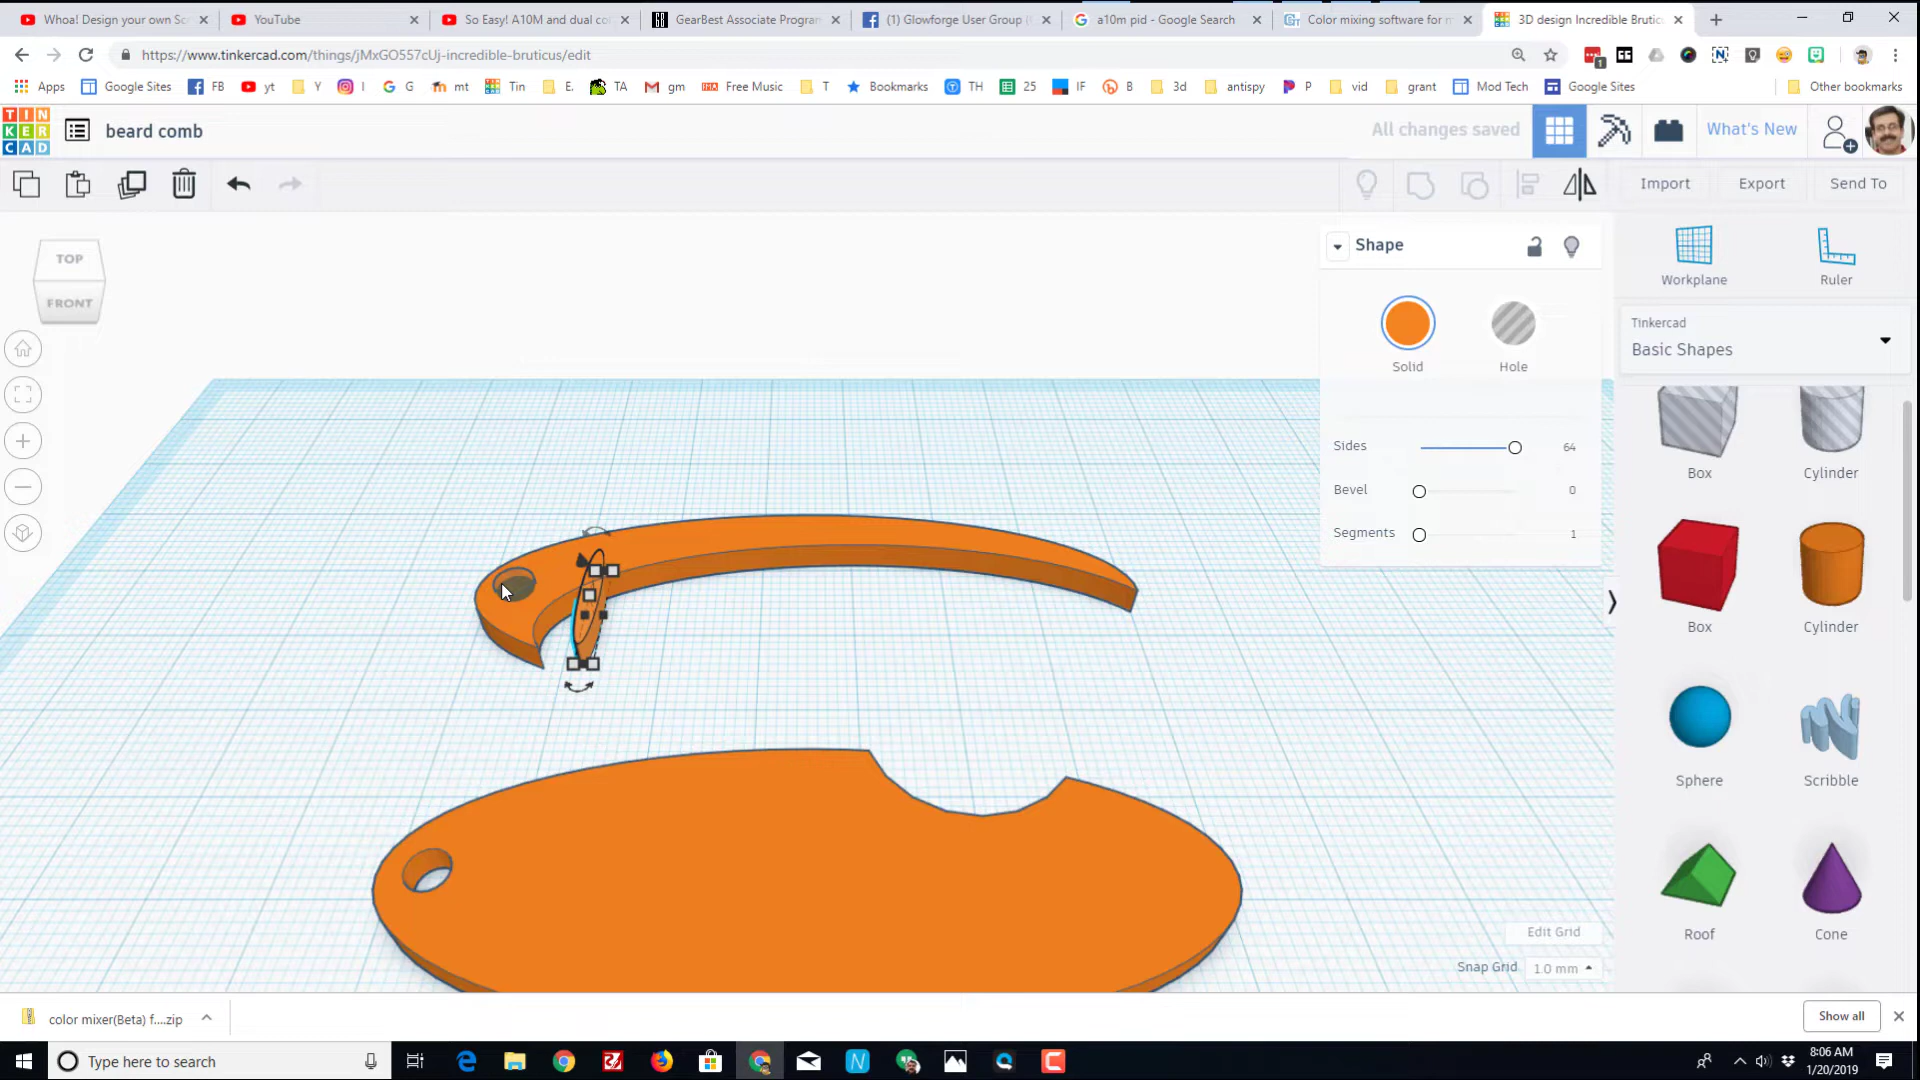 Whoa! Design your own So
YouTube
So Easy! A10M and dual co
GearBest Associate Program
(1) Glowforge User Group (
a10m pid - Google Search
Color mixing software for m
3D design Incredible Brutic
https://www.tinkercad.com/things/jMxGO557cUj-incredible-bruticus/edit
Apps
Google Sites
FB
yt
Y
I
G
G
mt
Tin
E.
TA
gm
Free Music
T
Bookmarks
TH
25
IF
B
3d
antispy
P
vid
grant
Mod Tech
Google Sites
Other bookmarks
TIN
KER
CAD
beard comb
All changes saved
What's New
Import
Export
Send To
TOP
FRONT
Shape
Solid
Hole
Sides
64
Bevel
0
Segments
1
Workplane
Ruler
Tinkercad
Basic Shapes
Box
Cylinder
Box
Cylinder
Sphere
Scribble
Roof
Cone
Edit Grid
Snap Grid
1.0 mm
color mixer(Beta) f....zip
Show all
Type here to search
8:06 AM
1/20/2019